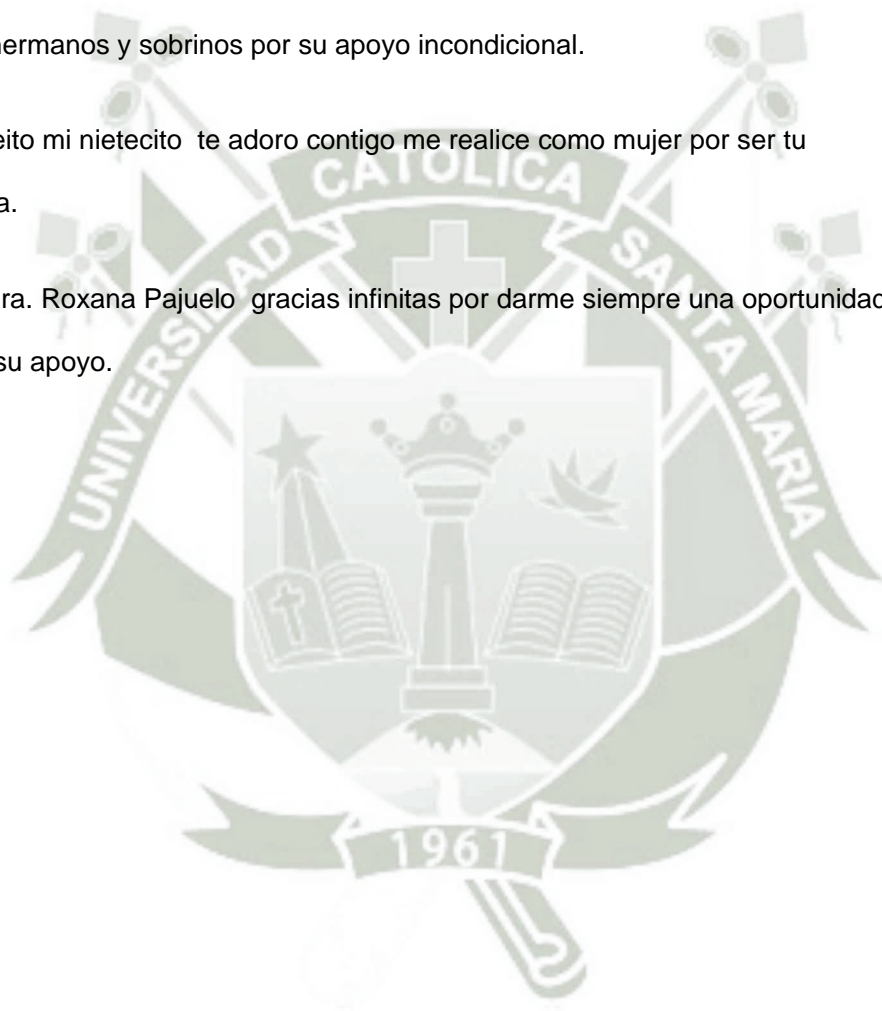 ermanos y sobrinos por su apoyo incondicional.
eito mi nietecito te adoro contigo me realice como mujer por ser tu
a.
ra. Roxana Pajuelo gracias infinitas por darme siempre una oportunidad
su apoyo.
UNIVERSIDAD CATOLICA SANTA MARIA
1961